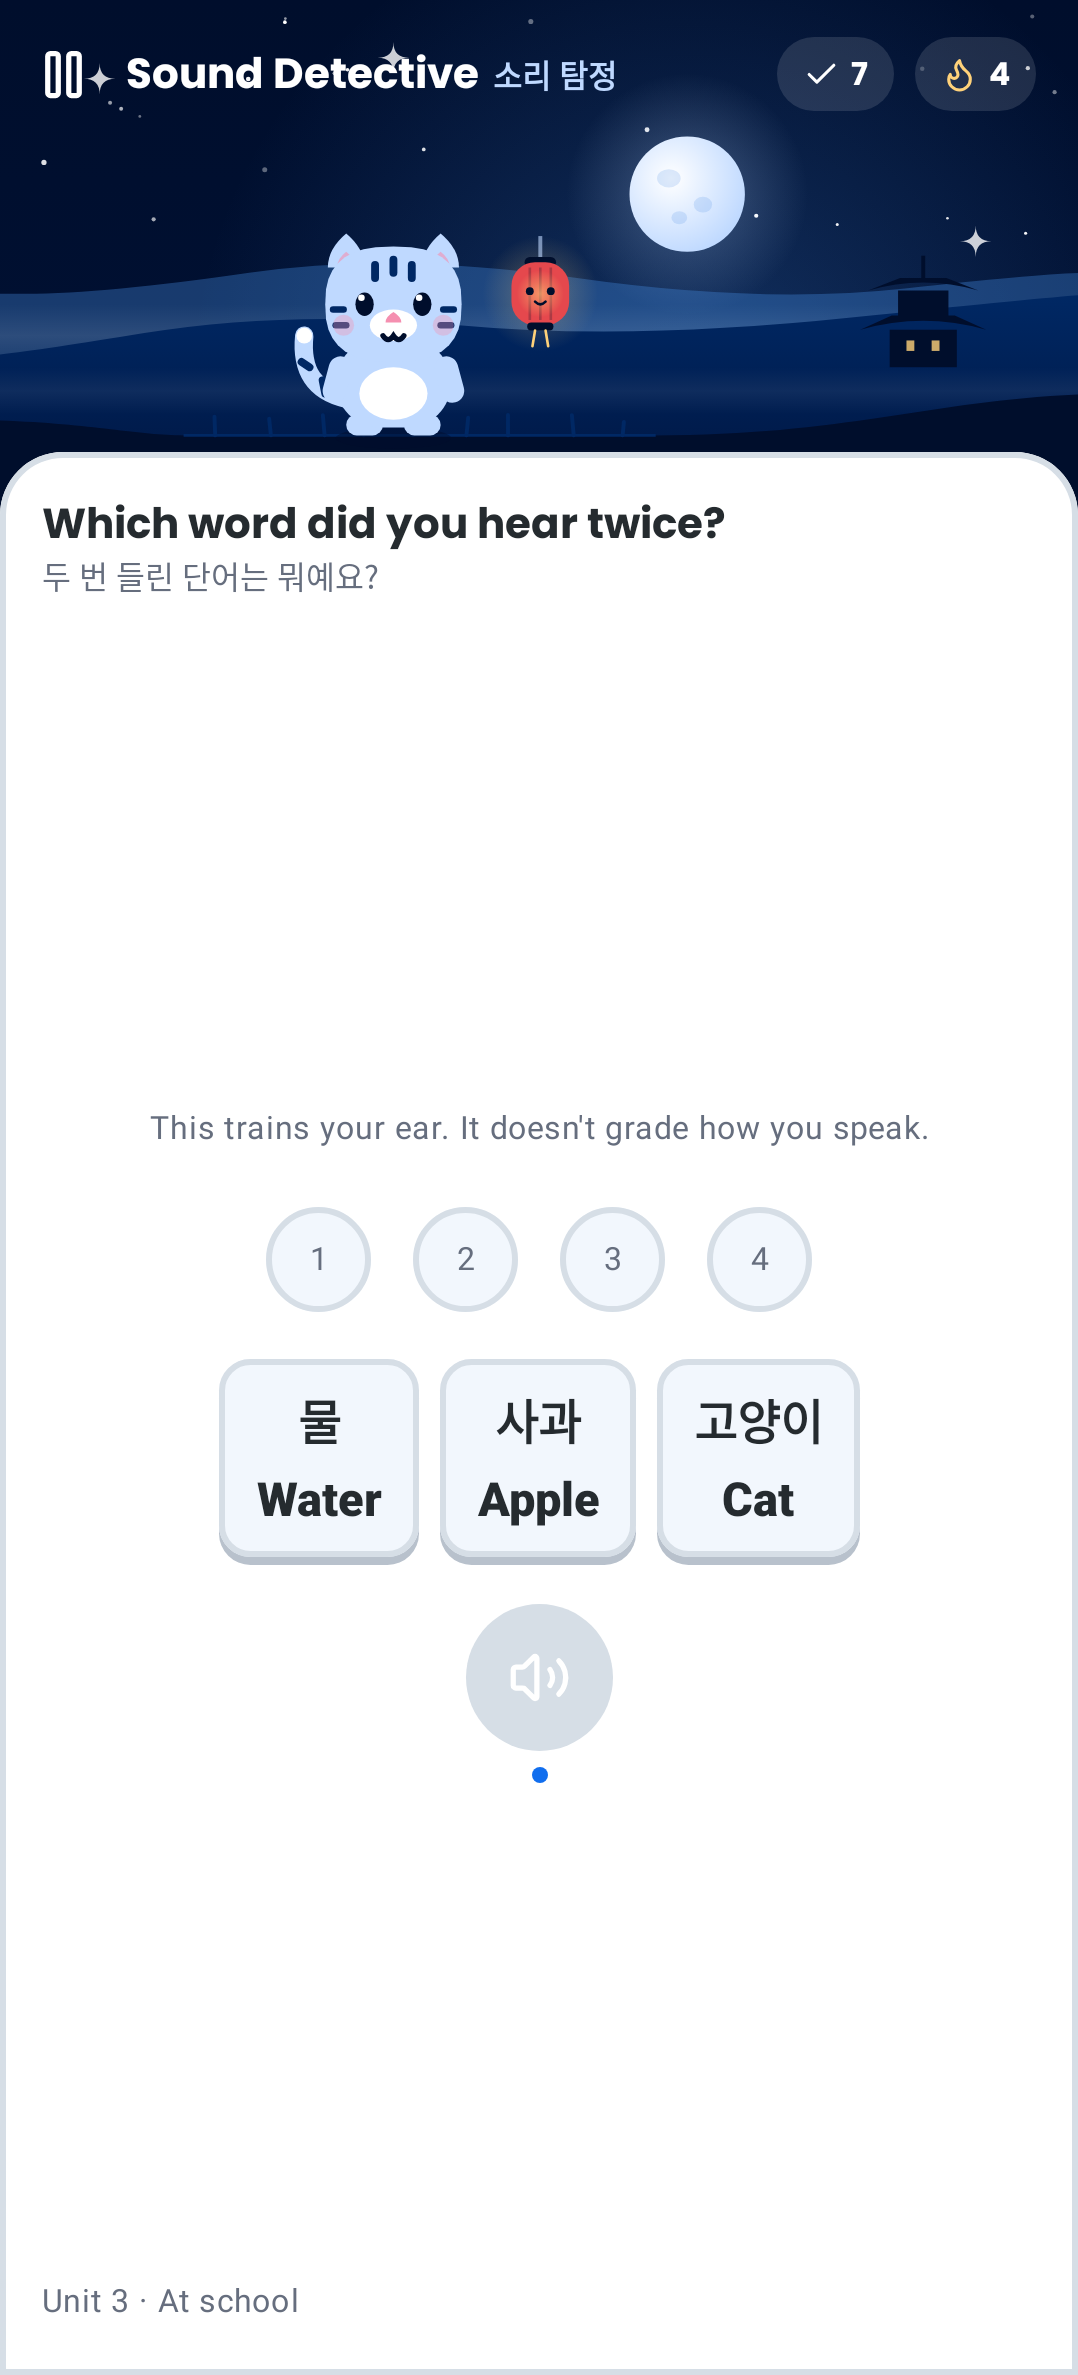 Sound Detective 소리 탐정 7 4
Which word did you hear twice?
두 번 들린 단어는 뭐예요?
This trains your ear. It doesn't grade how you speak.
1 2 3 4
물 사과 고양이
Water Apple Cat
Unit 3 · At school